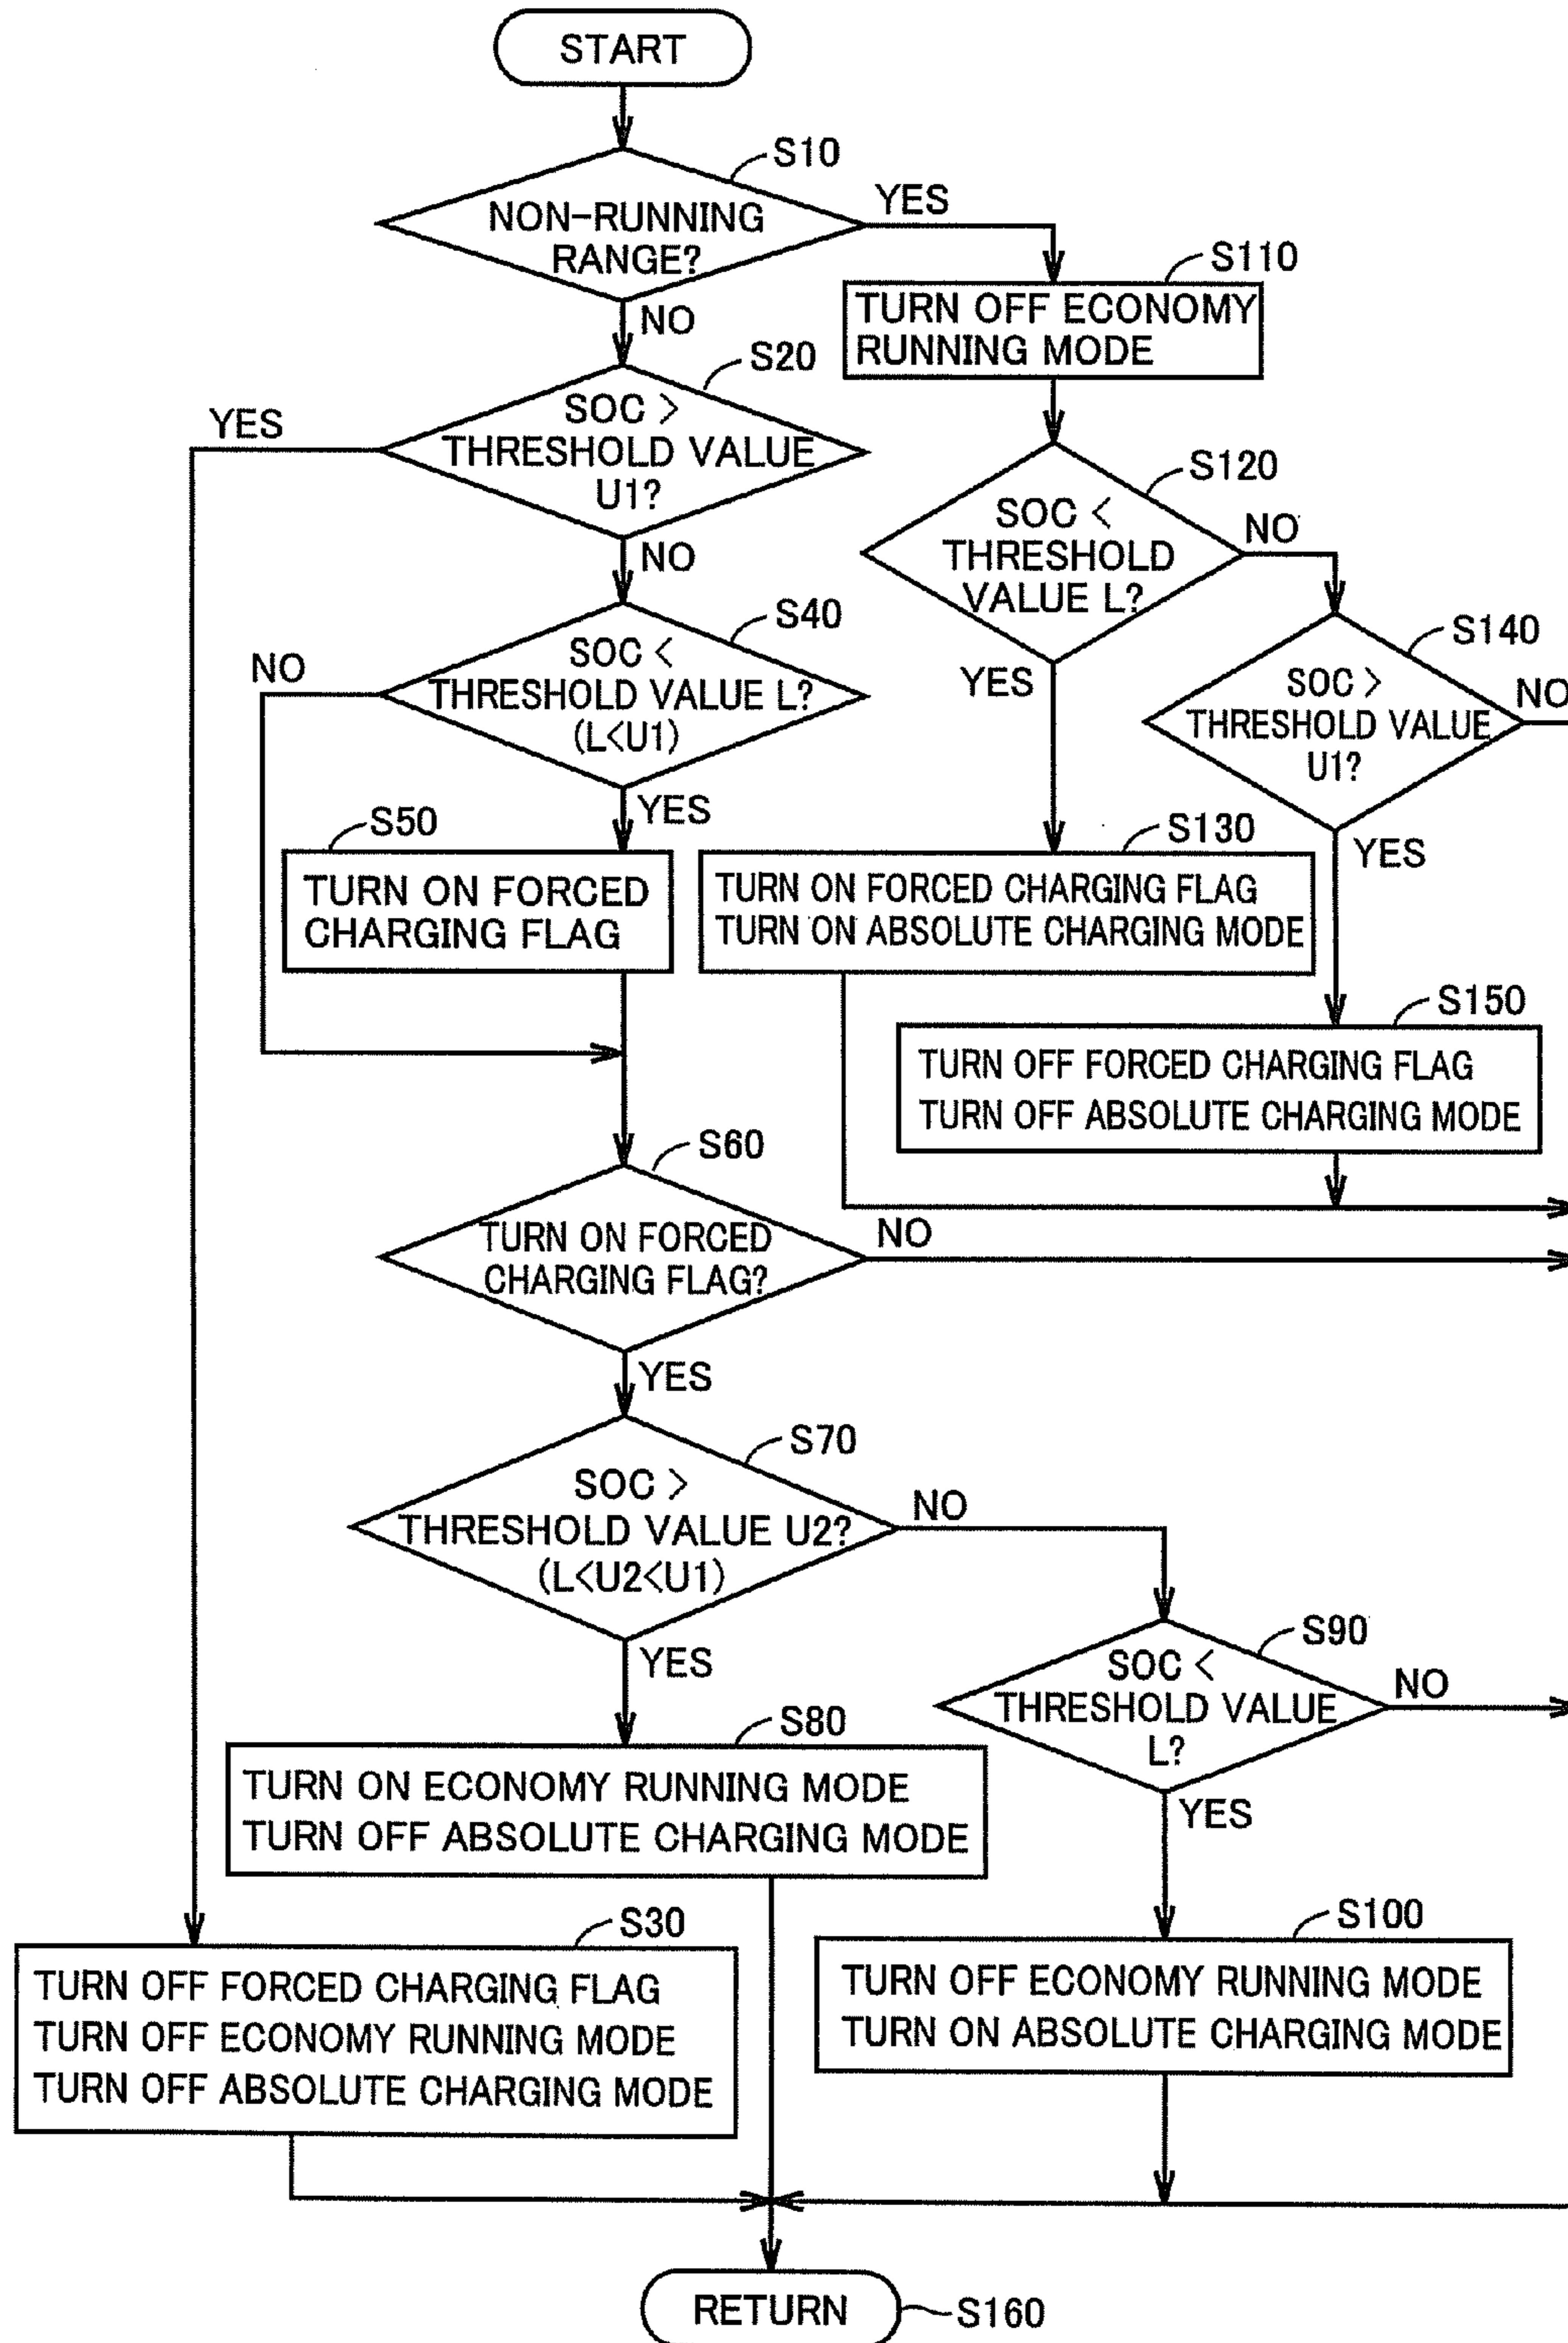 START
S10
NON-RUNNING
RANGE?
YES
NO
S110
TURN OFF ECONOMY
RUNNING MODE
S20
SOC >
THRESHOLD VALUE
U1?
YES
NO
S120
SOC <
THRESHOLD
VALUE L?
NO
YES
S40
SOC <
THRESHOLD VALUE L?
(L<U1)
NO
YES
S140
SOC >
THRESHOLD VALUE
U1?
NO
YES
S50
TURN ON FORCED
CHARGING FLAG
S130
TURN ON FORCED CHARGING FLAG
TURN ON ABSOLUTE CHARGING MODE
S150
TURN OFF FORCED CHARGING FLAG
TURN OFF ABSOLUTE CHARGING MODE
S60
TURN ON FORCED
CHARGING FLAG?
NO
YES
S70
SOC >
THRESHOLD VALUE U2?
(L<U2<U1)
NO
YES
S90
SOC <
THRESHOLD VALUE
L?
NO
YES
S80
TURN ON ECONOMY RUNNING MODE
TURN OFF ABSOLUTE CHARGING MODE
S30
TURN OFF FORCED CHARGING FLAG
TURN OFF ECONOMY RUNNING MODE
TURN OFF ABSOLUTE CHARGING MODE
S100
TURN OFF ECONOMY RUNNING MODE
TURN ON ABSOLUTE CHARGING MODE
RETURN
S160